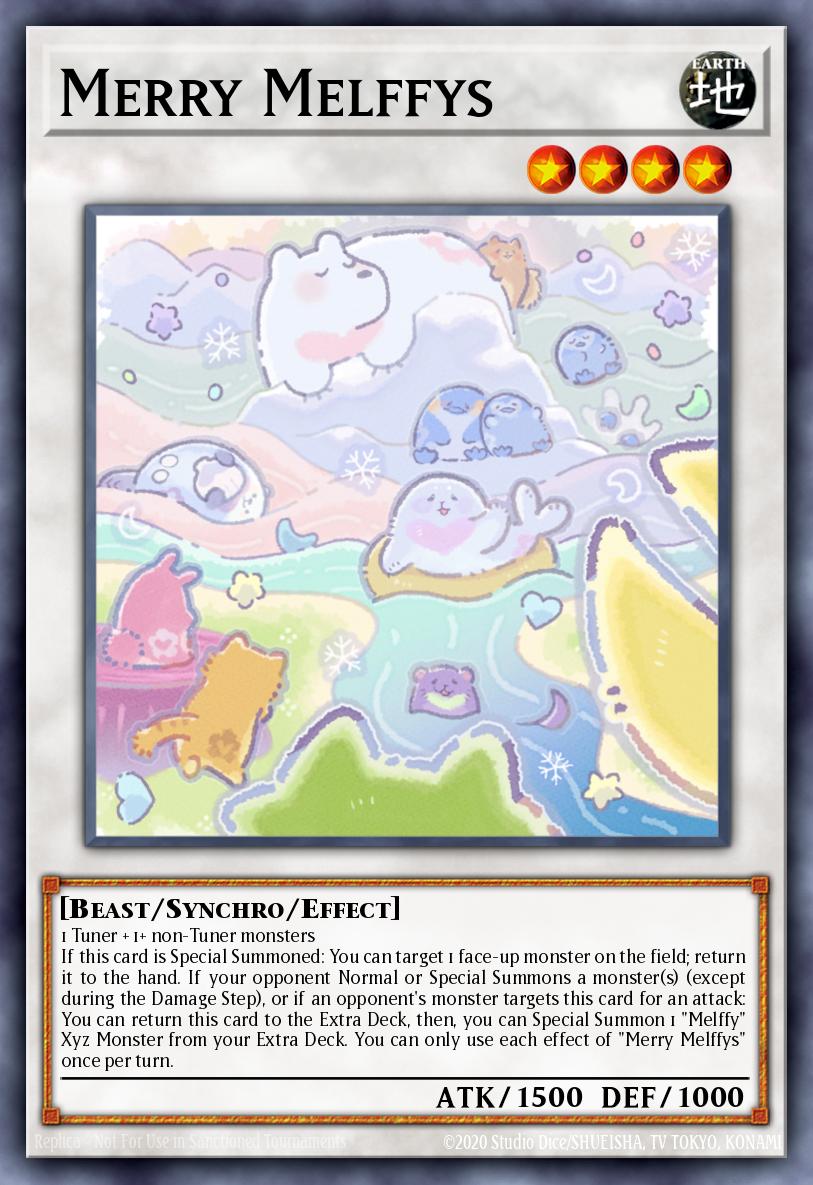 Merry Melffys
EARTH
地
[Beast/Synchro/Effect]
1 Tuner + 1+ non-Tuner monsters
If this card is Special Summoned: You can target 1 face-up monster on the field; return
it to the hand. If your opponent Normal or Special Summons a monster(s) (except
during the Damage Step), or if an opponent's monster targets this card for an attack:
You can return this card to the Extra Deck, then, you can Special Summon 1 "Melffy"
Xyz Monster from your Extra Deck. You can only use each effect of "Merry Melffys"
once per turn.
ATK/1500 DEF/1000
Replica - Not For Use in Sanctioned Tournaments
©2020 Studio Dice/SHUEISHA, TV TOKYO, KONAMI